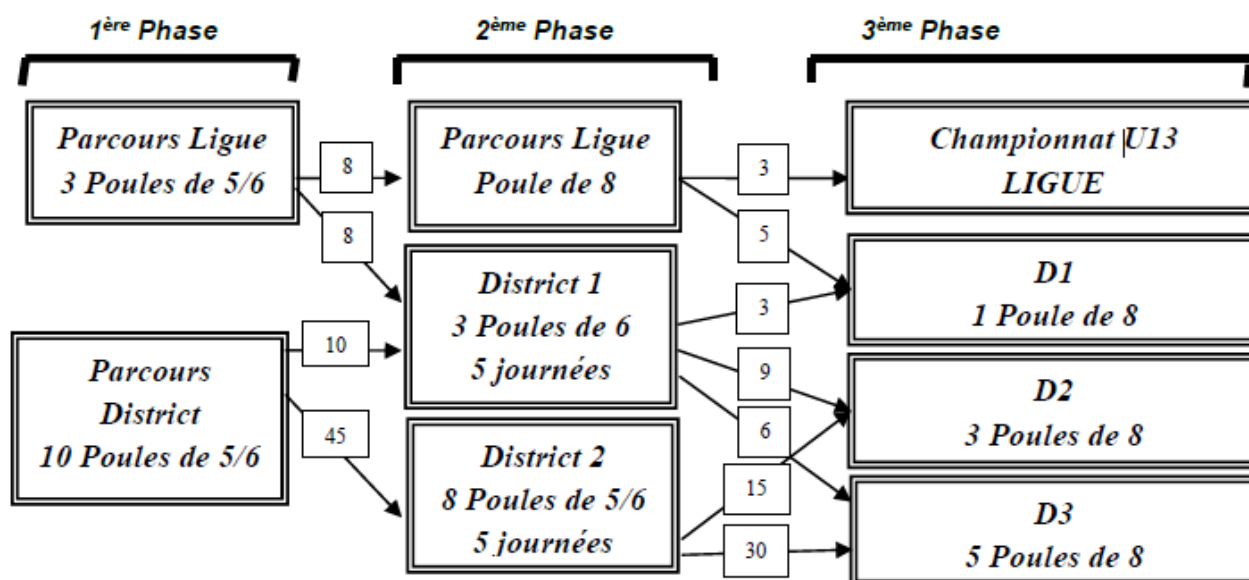 1ère Phase
2ème Phase
3ème Phase
Parcours Ligue
3 Poules de 5/6
8
8
Parcours Ligue
Poule de 8
3
5
Championnat U13
LIGUE
Parcours
District
10 Poules de 5/6
10
45
District 1
3 Poules de 6
5 journées
3
9
6
D1
1 Poule de 8
District 2
8 Poules de 5/6
5 journées
15
30
D2
3 Poules de 8
D3
5 Poules de 8